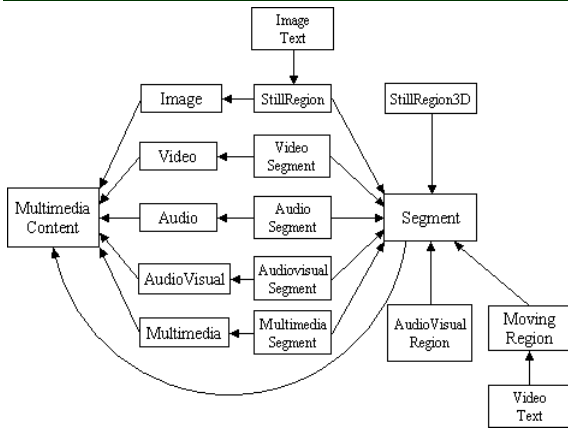 Image
Text
Image
StillRegion
StillRegion3D
Video
Video
Segment
Multimedia
Content
Audio
Audio
Segment
Segment
AudioVisual
Audiovisual
Segment
Multimedia
Multimedia
Segment
AudioVisual
Region
Moving
Region
Video
Text